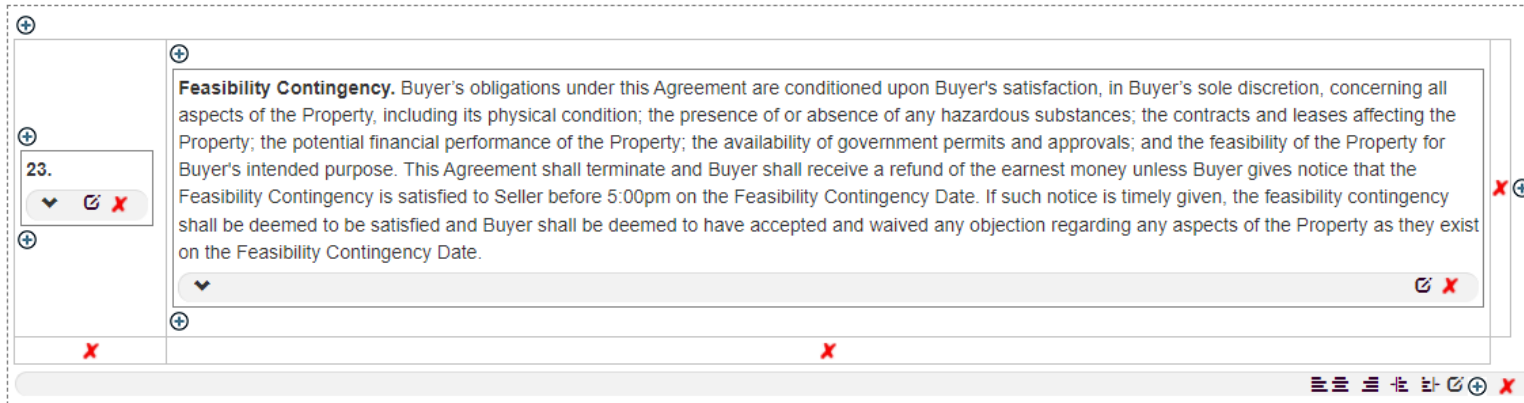 23.
Feasibility Contingency. Buyer’s obligations under this Agreement are conditioned upon Buyer's satisfaction, in Buyer’s sole discretion, concerning all
aspects of the Property, including its physical condition; the presence of or absence of any hazardous substances; the contracts and leases affecting the
Property; the potential financial performance of the Property; the availability of government permits and approvals; and the feasibility of the Property for
Buyer's intended purpose. This Agreement shall terminate and Buyer shall receive a refund of the earnest money unless Buyer gives notice that the
Feasibility Contingency is satisfied to Seller before 5:00pm on the Feasibility Contingency Date. If such notice is timely given, the feasibility contingency
shall be deemed to be satisfied and Buyer shall be deemed to have accepted and waived any objection regarding any aspects of the Property as they exist
on the Feasibility Contingency Date.